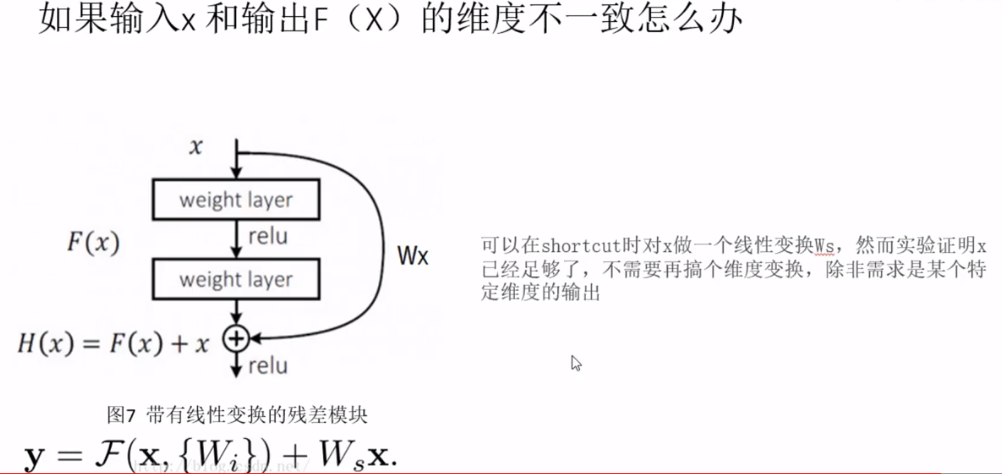 如果输入x 和输出F（X）的维度不一致怎么办
x
weight layer
F(x)
relu
Wx
weight layer
H(x) = F(x) + x
relu
可以在shortcut时对x做一个线性变换Ws，然而实验证明x
已经足够了，不需要再搞个维度变换，除非需求是某个特
定维度的输出
图7 带有线性变换的残差模块
y = F(x, {W_i}) + W_s x.